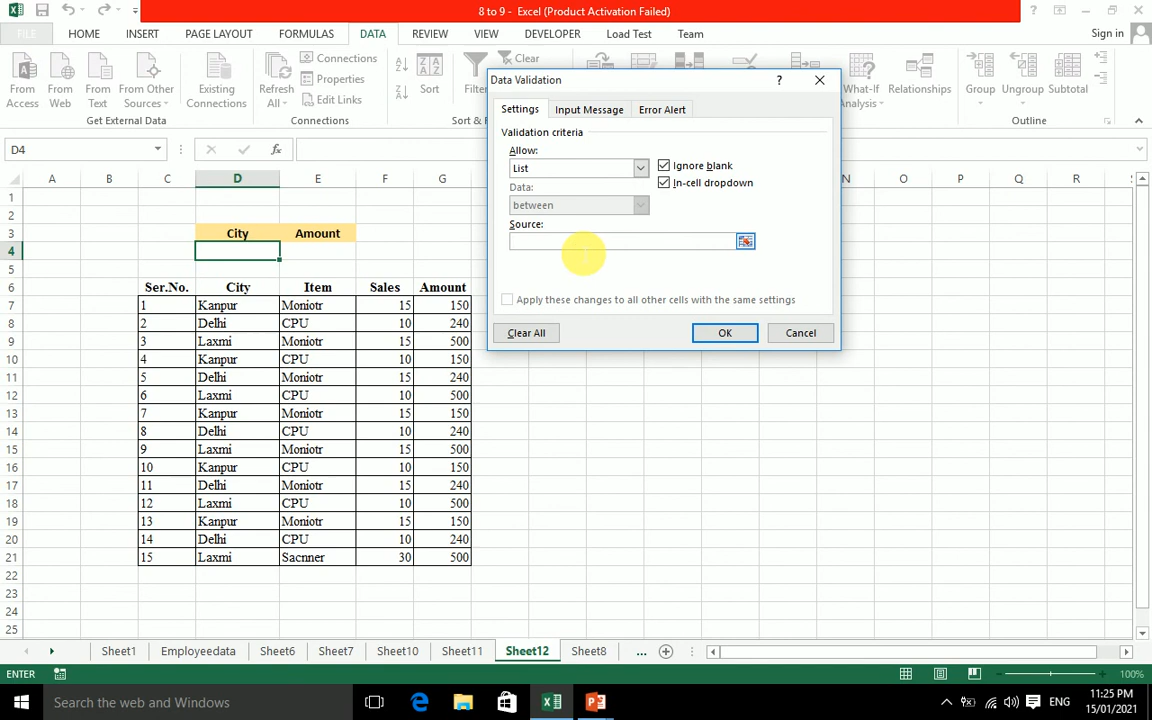 8 to 9 - Excel (Product Activation Failed)
FILE HOME INSERT PAGE LAYOUT FORMULAS DATA REVIEW VIEW DEVELOPER Load Test Team Sign in
From Access
From Web
From Text
From Other Sources
Existing Connections
Refresh All
Connections
Properties
Edit Links
Sort
Filter
Clear
What-If Analysis
Relationships
Group
Ungroup
Subtotal
Get External Data
Connections
Sort &
Outline
D4
Data Validation
Settings Input Message Error Alert
Validation criteria
Allow:
List
Ignore blank
Data:
In-cell dropdown
between
Source:
Apply these changes to all other cells with the same settings
Clear All OK Cancel
A B C D E F G N O P Q R S
1
2
3 City Amount
4
5
6 Ser.No. City Item Sales Amount
7 1 Kanpur Moniotr 15 150
8 2 Delhi CPU 10 240
9 3 Laxmi Moniotr 15 500
10 4 Kanpur CPU 10 150
11 5 Delhi Moniotr 15 240
12 6 Laxmi CPU 10 500
13 7 Kanpur Moniotr 15 150
14 8 Delhi CPU 10 240
15 9 Laxmi Moniotr 15 500
16 10 Kanpur CPU 10 150
17 11 Delhi Moniotr 15 240
18 12 Laxmi CPU 10 500
19 13 Kanpur Moniotr 15 150
20 14 Delhi CPU 10 240
21 15 Laxmi Sacnner 30 500
22
23
24
25
Sheet1 Employeedata Sheet6 Sheet7 Sheet10 Sheet11 Sheet12 Sheet8 ...
ENTER 100%
Search the web and Windows
ENG
11:25 PM
15/01/2021